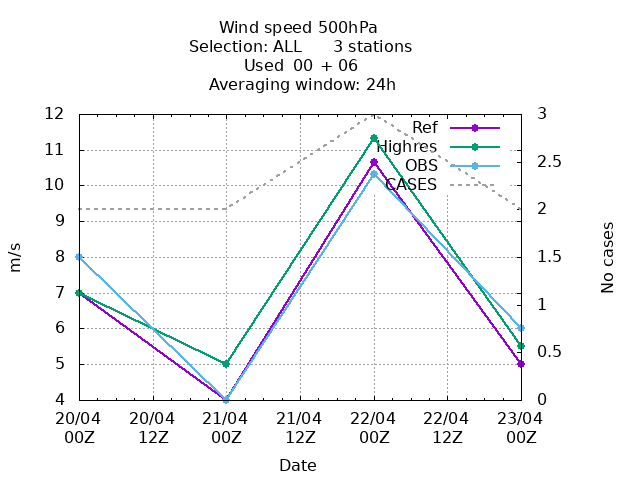 Wind speed 500hPa
Selection: ALL      3 stations
Used  00 + 06
Averaging window: 24h
12 3
11 Ref
Highres 2.5
OBS
10 CASES
9 2
8 1.5
7
6 1
5 0.5
4 0
m/s
No cases
20/04 20/04 21/04 21/04 22/04 22/04 23/04
00Z 12Z 00Z 12Z 00Z 12Z 00Z
Date